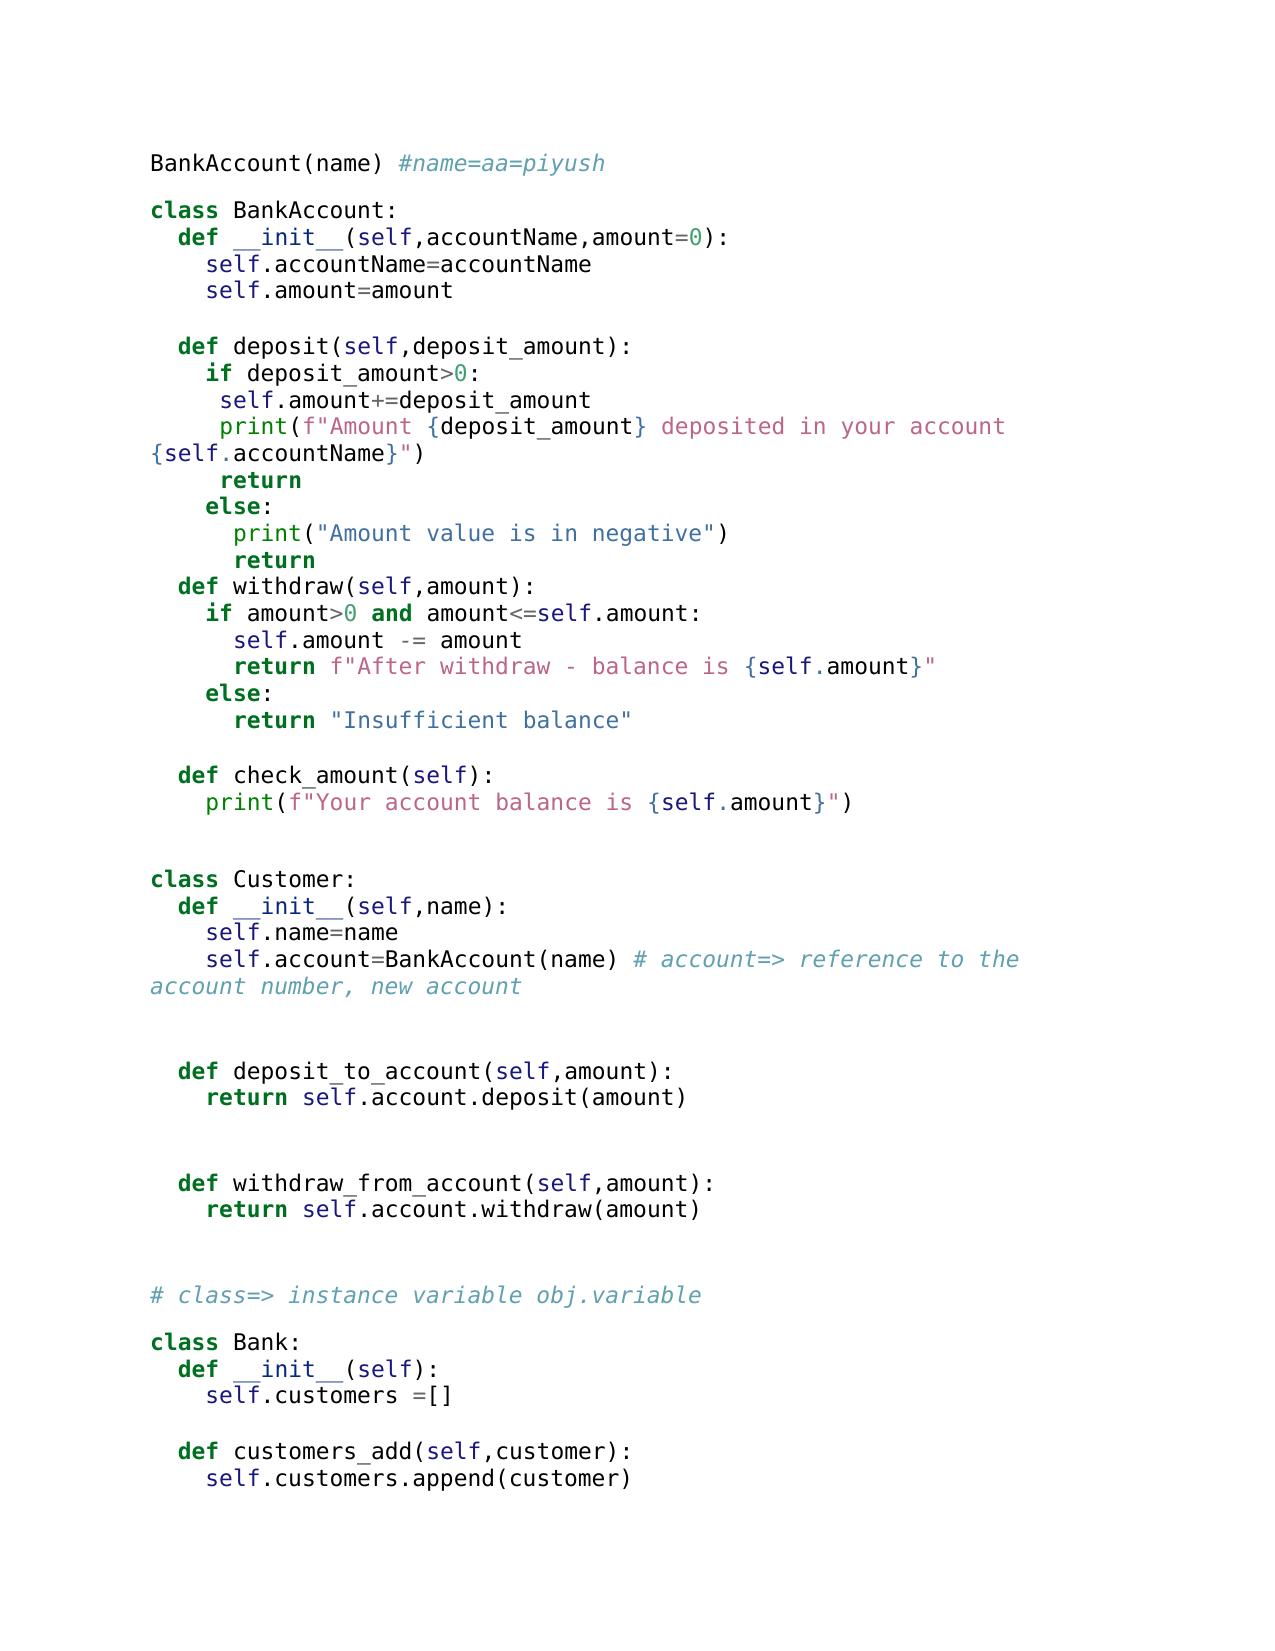 BankAccount(name) #name=aa=piyush
class BankAccount:
  def __init__(self,accountName,amount=0):
    self.accountName=accountName
    self.amount=amount

  def deposit(self,deposit_amount):
    if deposit_amount>0:
     self.amount+=deposit_amount
     print(f"Amount {deposit_amount} deposited in your account
{self.accountName}")
     return
    else:
      print("Amount value is in negative")
      return
  def withdraw(self,amount):
    if amount>0 and amount<=self.amount:
      self.amount -= amount
      return f"After withdraw - balance is {self.amount}"
    else:
      return "Insufficient balance"

  def check_amount(self):
    print(f"Your account balance is {self.amount}")

class Customer:
  def __init__(self,name):
    self.name=name
    self.account=BankAccount(name) # account=> reference to the
account number, new account

  def deposit_to_account(self,amount):
    return self.account.deposit(amount)

  def withdraw_from_account(self,amount):
    return self.account.withdraw(amount)

# class=> instance variable obj.variable
class Bank:
  def __init__(self):
    self.customers =[]

  def customers_add(self,customer):
    self.customers.append(customer)